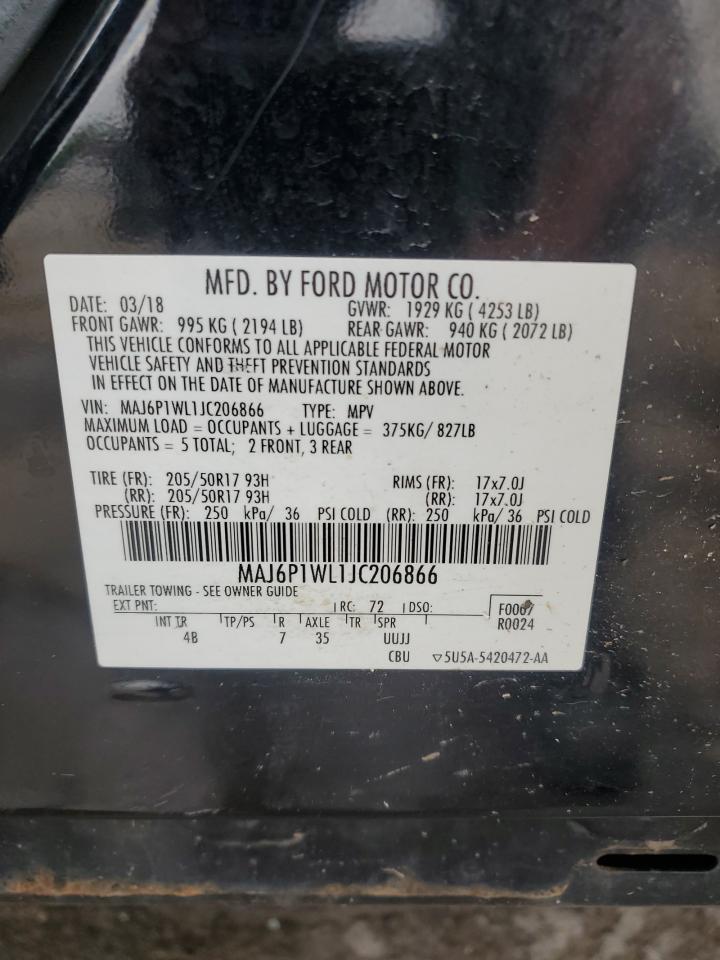 MFD. BY FORD MOTOR CO.
DATE: 03/18 GVWR: 1929 KG ( 4253 LB)
FRONT GAWR: 995 KG ( 2194 LB) REAR GAWR: 940 KG ( 2072 LB)
THIS VEHICLE CONFORMS TO ALL APPLICABLE FEDERAL MOTOR
VEHICLE SAFETY AND THEFT PREVENTION STANDARDS
IN EFFECT ON THE DATE OF MANUFACTURE SHOWN ABOVE.
VIN: MAJ6P1WL1JC206866 TYPE: MPV
MAXIMUM LOAD = OCCUPANTS + LUGGAGE = 375KG/ 827LB
OCCUPANTS = 5 TOTAL; 2 FRONT, 3 REAR
TIRE (FR): 205/50R17 93H RIMS (FR): 17x7.0J
(RR): 205/50R17 93H (RR): 17x7.0J
PRESSURE (FR): 250 kPa/ 36 PSI COLD (RR): 250 kPa/ 36 PSI COLD
MAJ6P1WL1JC206866
TRAILER TOWING - SEE OWNER GUIDE
EXT PNT: RC: 72 DSO: F0067
R0024
INT TR TP/PS R AXLE TR SPR
4B 7 35 UUJJ
CBU ▽5U5A-5420472-AA